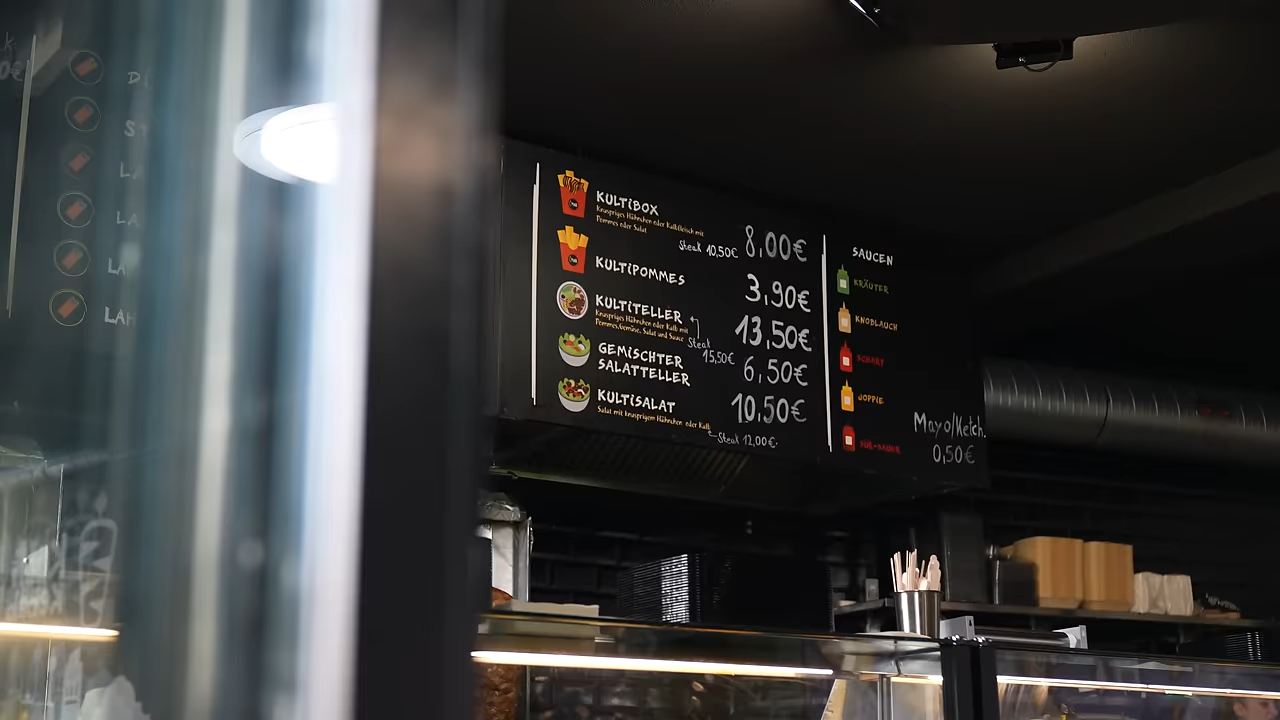 KULTIBOX
Knuspriges Hähnchen oder Kalbfleisch mit
Pommes oder Salat
8,00€
Steak 10,50€
KULTIPOMMES
3,90€
KULTITELLER
Knuspriges Hähnchen oder Kalb mit
Pommes,Gemüse, Salat und Sauce
13,50€
Steak
15,50€
GEMISCHTER
SALATTELLER
6,50€
KULTISALAT
Salat mit knusprigem Hähnchen oder Kalb
10,50€
Steak 12,00€
SAUCEN
KRÄUTER
KNOBLAUCH
SCHARF
JOPPIE
SÜß-SAUER
Mayo/Ketch.
0,50€